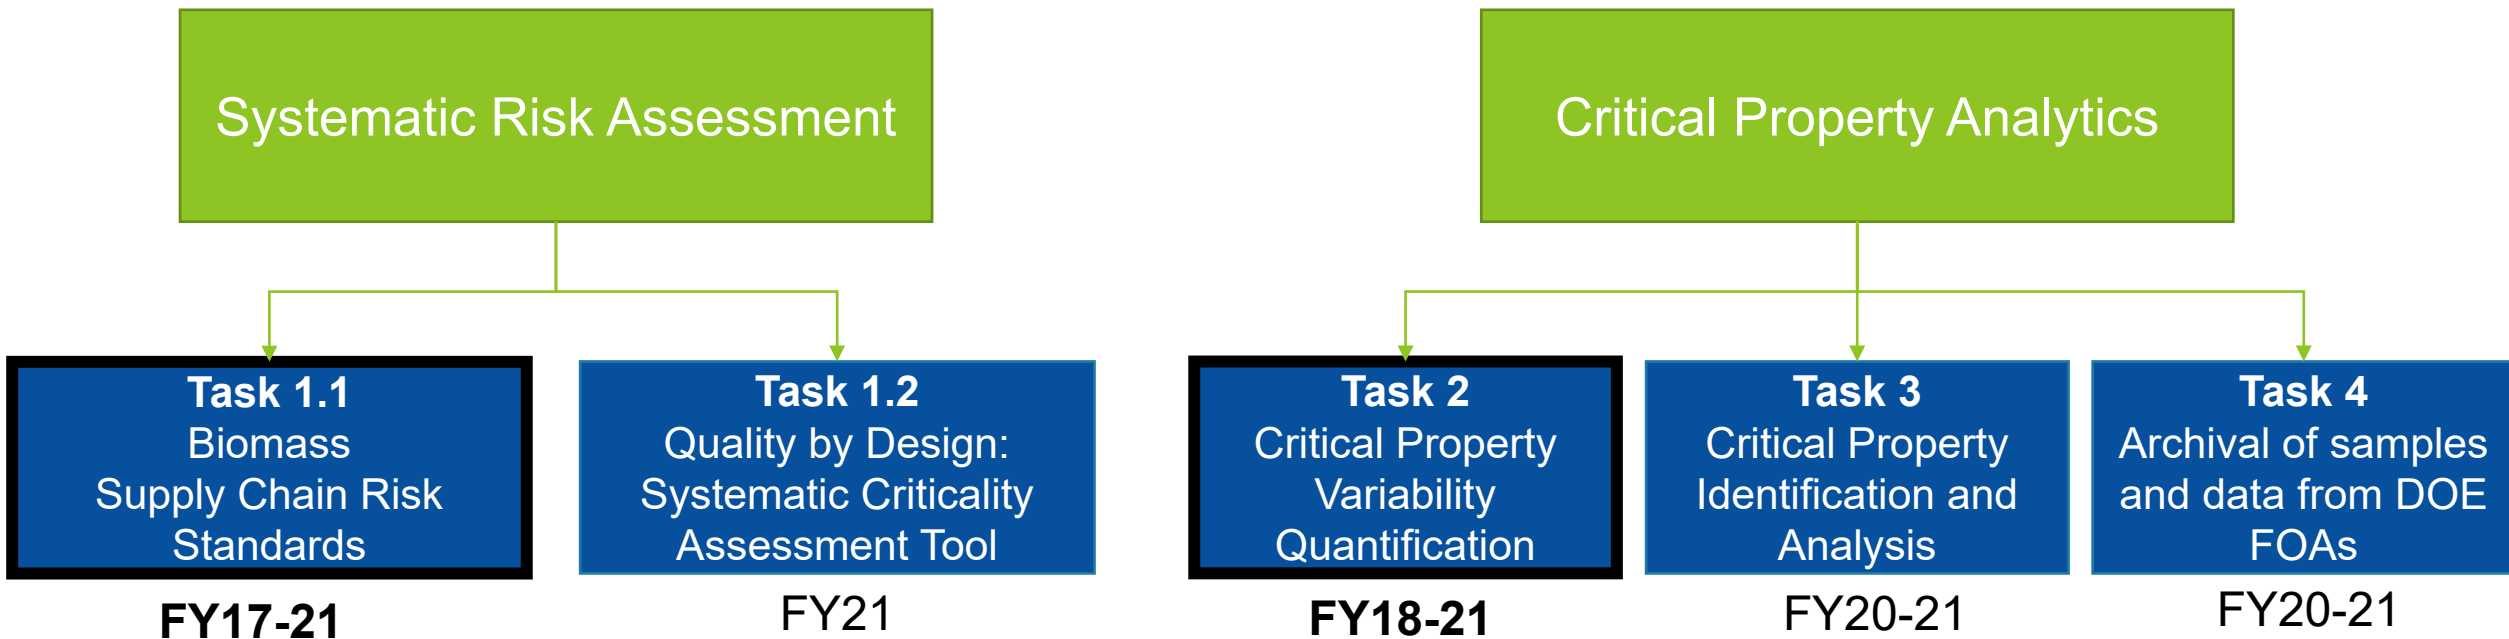 Systematic Risk Assessment
Critical Property Analytics
Task 1.1
Biomass
Supply Chain Risk
Standards
FY17-21
Task 1.2
Quality by Design:
Systematic Criticality
Assessment Tool
FY21
Task 2
Critical Property
Variability
Quantification
FY18-21
Task 3
Critical Property
Identification and
Analysis
FY20-21
Task 4
Archival of samples
and data from DOE
FOAs
FY20-21